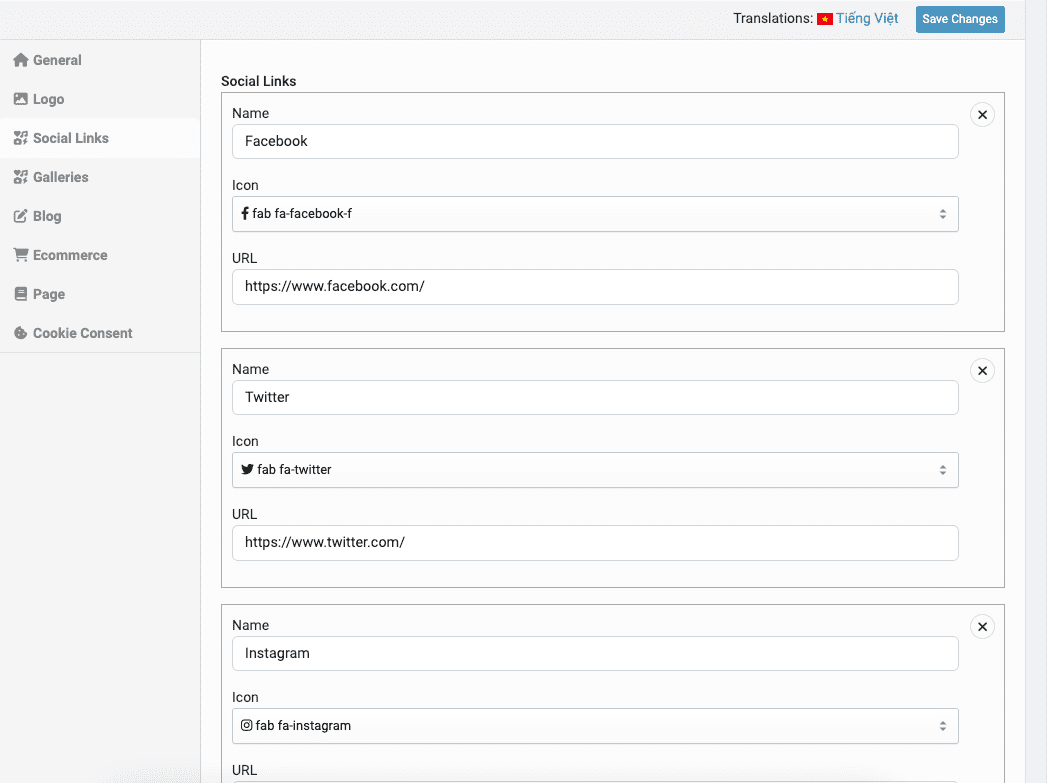 Translations: Tiếng Việt Save Changes
General
Logo
Social Links
Galleries
Blog
Ecommerce
Page
Cookie Consent
Social Links
Name
Facebook
Icon
fab fa-facebook-f
URL
https://www.facebook.com/
Name
Twitter
Icon
fab fa-twitter
URL
https://www.twitter.com/
Name
Instagram
Icon
fab fa-instagram
URL